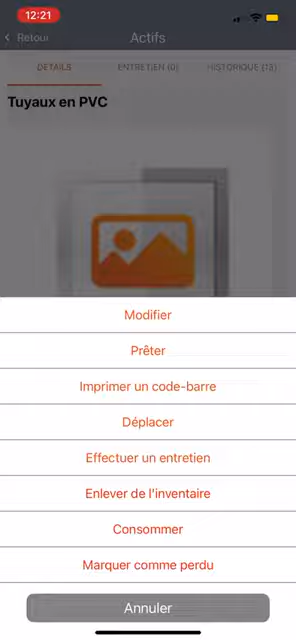 12:21
Retour
Actifs
DÉTAILS
ENTRETIEN (0)
HISTORIQUE (13)
Tuyaux en PVC
Modifier
Prêter
Imprimer un code-barre
Déplacer
Effectuer un entretien
Enlever de l'inventaire
Consommer
Marquer comme perdu
Annuler